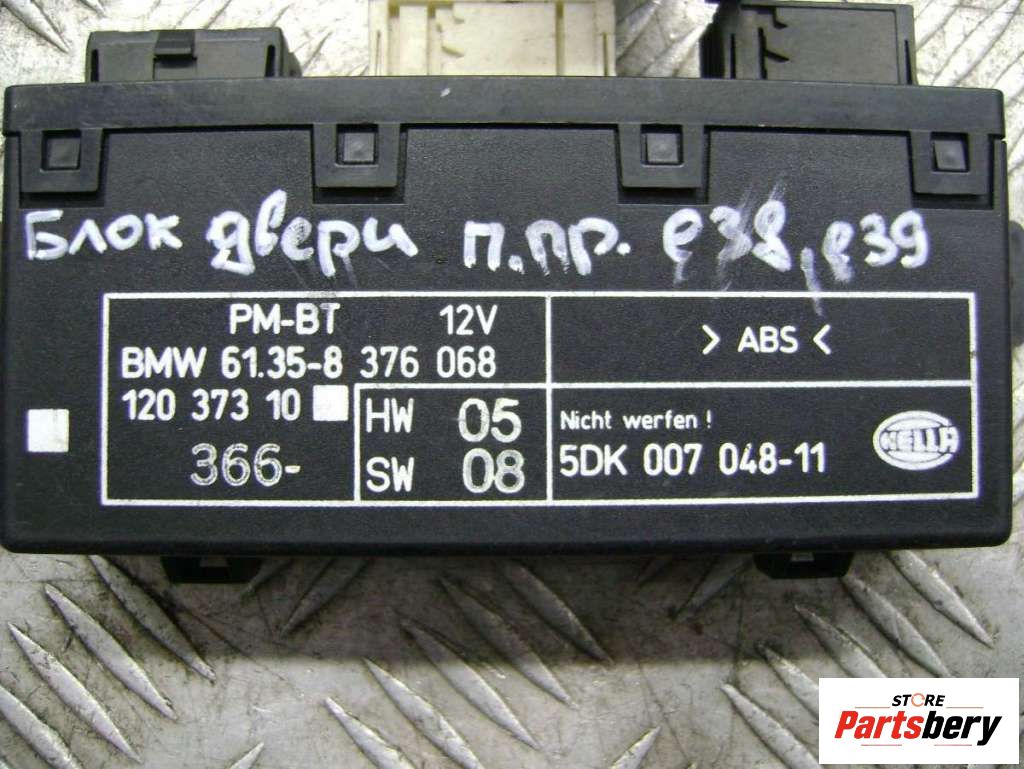 Блок двери п.пр. e38, e39
PM-BT 12V
BMW 61.35-8 376 068
120 373 10
366-
HW 05
SW 08
> ABS <
Nicht werfen !
5DK 007 048-11
HELLA
STORE
Partsbery